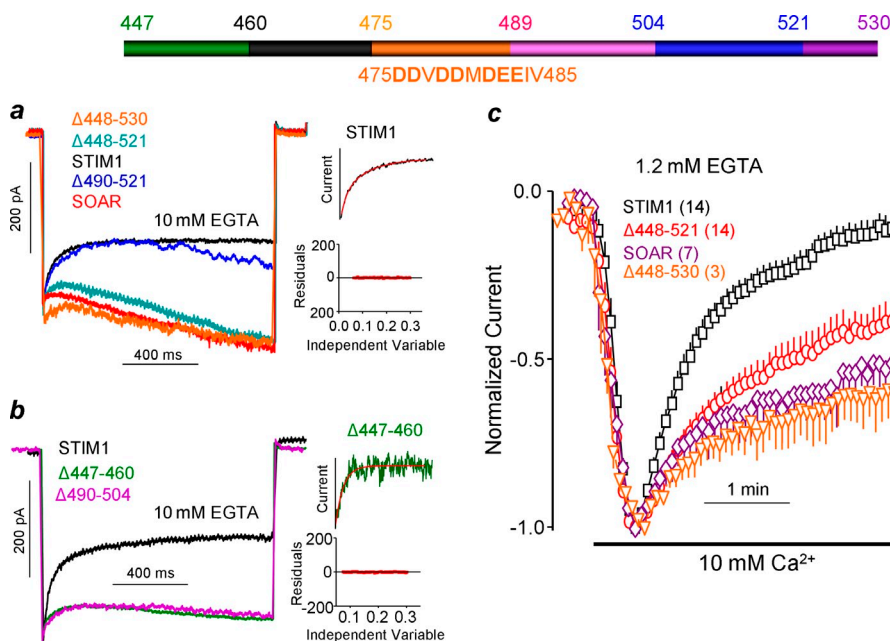 447 460 475 489 504 521 530
475DDVDDMDEEIV485
a
Δ448-530
Δ448-521
STIM1
Δ490-521
SOAR
10 mM EGTA
200 pA
400 ms
STIM1
Current
200
0
200
Residuals
0.0 0.1 0.2 0.3
Independent Variable
b
STIM1
Δ447-460
Δ490-504
10 mM EGTA
200 pA
400 ms
Δ447-460
Current
200
0
-200
Residuals
0.1 0.2 0.3
Independent Variable
c
1.2 mM EGTA
0.0
-0.5
-1.0
Normalized Current
STIM1 (14)
Δ448-521 (14)
SOAR (7)
Δ448-530 (3)
1 min
10 mM Ca²⁺